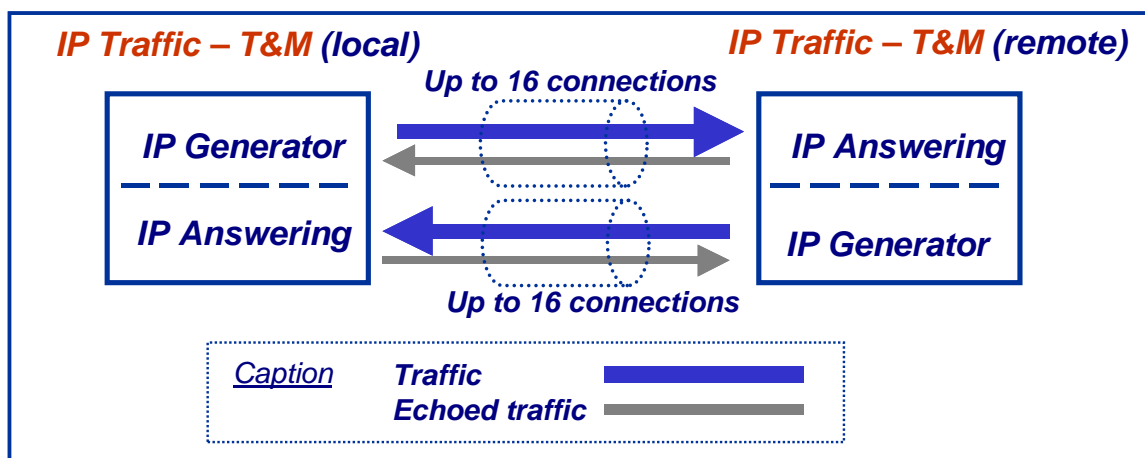 IP Traffic – T&M (local)
IP Traffic – T&M (remote)
Up to 16 connections
IP Generator
IP Answering
IP Answering
IP Generator
Up to 16 connections
Caption
Traffic
Echoed traffic